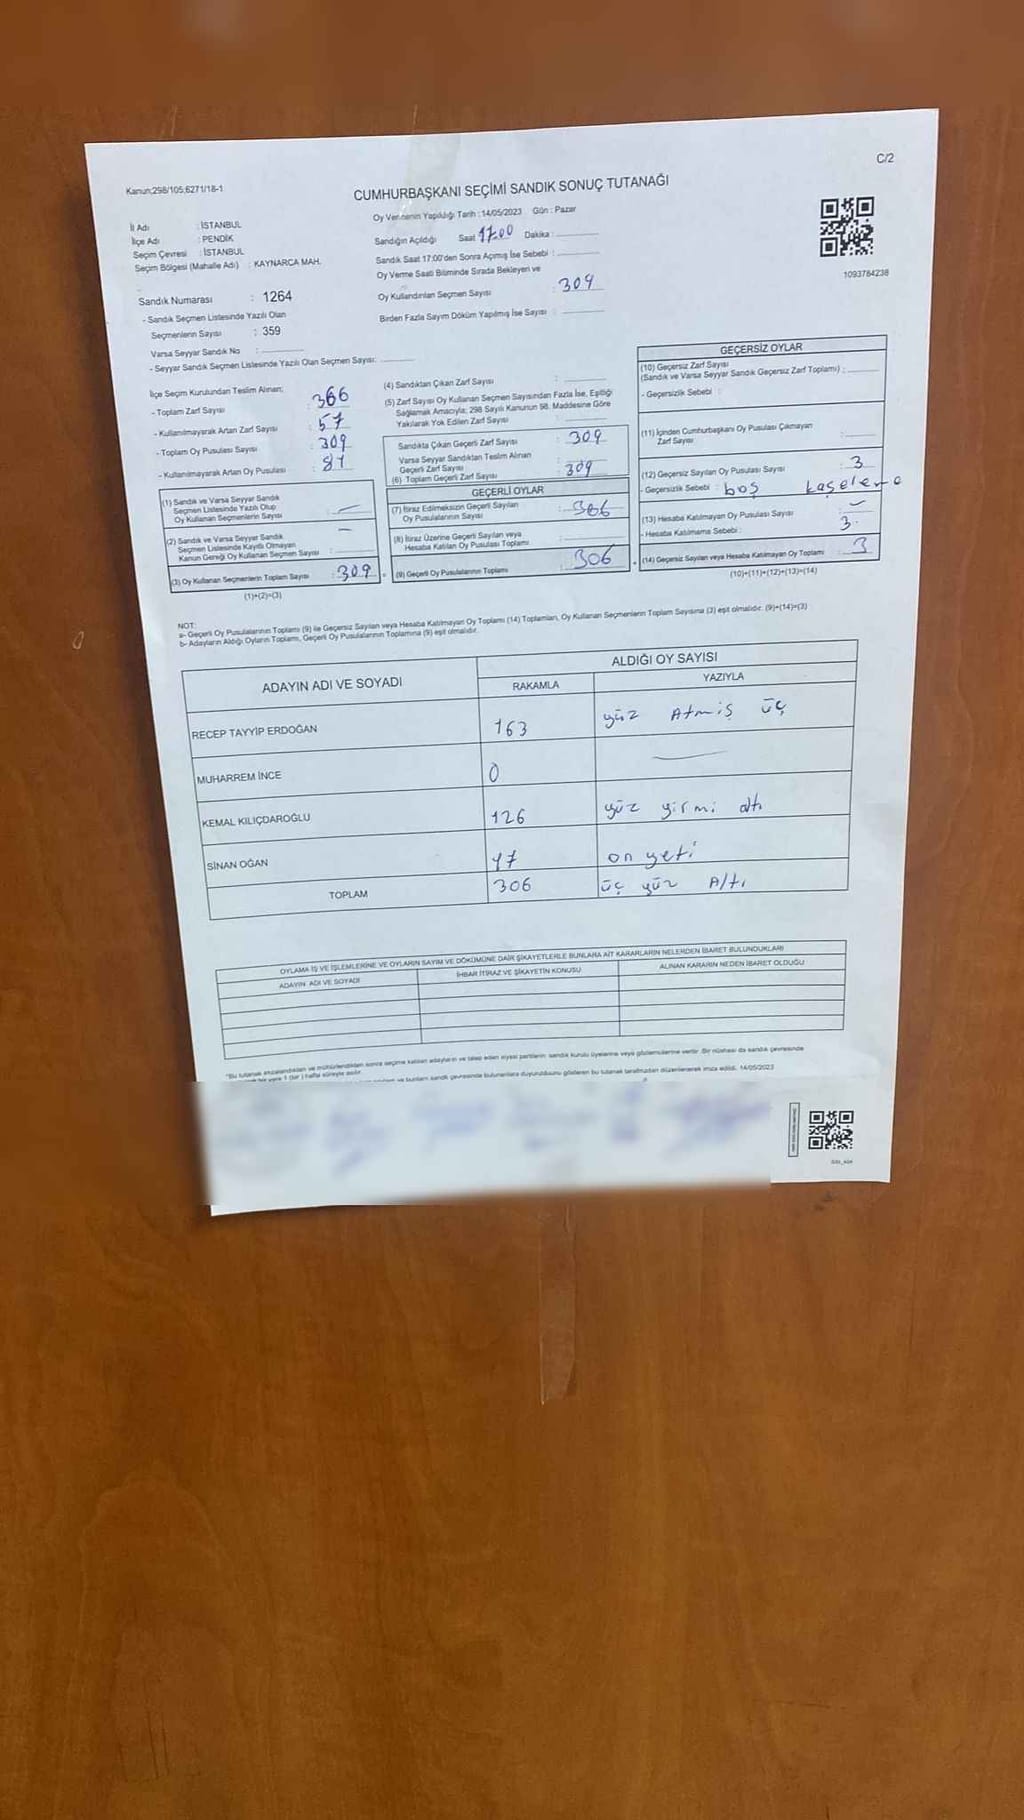 C/2
Kanun;298/105;6271/18-1
CUMHURBAŞKANI SEÇİMİ SANDIK SONUÇ TUTANAĞI
İl Adı : İSTANBUL
İlçe Adı : PENDİK
Seçim Çevresi : İSTANBUL
Seçim Bölgesi (Mahalle Adı) : KAYNARCA MAH.
Sandık Numarası : 1264
- Sandık Seçmen Listesinde Yazılı Olan
Seçmenlerin Sayısı : 359
Varsa Seyyar Sandık No :
- Seyyar Sandık Seçmen Listesinde Yazılı Olan Seçmen Sayısı:
Oy Vermenin Yapıldığı Tarih : 14/05/2023 Gün : Pazar
Sandığın Açıldığı Saat 17.00 Dakika :
Sandık Saat 17:00'den Sonra Açımış İse Sebebi :
Oy Verme Saati Bitiminde Sırada Bekleyen ve
Oy Kullandırılan Seçmen Sayısı : 309
Birden Fazla Sayım Döküm Yapılmış İse Sayısı :
1093784238
İlçe Seçim Kurulundan Teslim Alınan;
- Toplam Zarf Sayısı : 366
- Kullanılmayarak Artan Zarf Sayısı : 57
- Toplam Oy Pusulası Sayısı : 309
- Kullanılmayarak Artan Oy Pusulası :
(1) Sandık ve Varsa Seyyar Sandık
Seçmen Listesinde Yazılı Olup
Oy Kullanan Seçmenlerin Sayısı : —
(2) Sandık ve Varsa Seyyar Sandık
Seçmen Listesinde Kayıtlı Olmayan
Kanun Gereği Oy Kullanan Seçmen Sayısı : —
(3) Oy Kullanan Seçmenlerin Toplam Sayısı : 309
(1)+(2)=(3)
(4) Sandıktan Çıkan Zarf Sayısı :
(5) Zarf Sayısı Oy Kullanan Seçmen Sayısından Fazla İse, Eşitliği
Sağlamak Amacıyla; 298 Sayılı Kanunun 98. Maddesine Göre
Yakılarak Yok Edilen Zarf Sayısı :
Sandıkta Çıkan Geçerli Zarf Sayısı : 309
Varsa Seyyar Sandıktan Teslim Alınan
Geçerli Zarf Sayısı :
(6) Toplam Geçerli Zarf Sayısı : 309
GEÇERLİ OYLAR
(7) İtiraz Edilmeksizin Geçerli Sayılan
Oy Pusulalarının Sayısı : 306
(8) İtiraz Üzerine Geçerli Sayılan veya
Hesaba Katılan Oy Pusulası Toplamı :
(9) Geçerli Oy Pusulalarının Toplamı : 306
GEÇERSİZ OYLAR
(10) Geçersiz Zarf Sayısı
(Sandık ve Varsa Seyyar Sandık Geçersiz Zarf Toplamı) :
- Geçersizlik Sebebi :
(11) İçinden Cumhurbaşkanı Oy Pusulası Çıkmayan
Zarf Sayısı :
(12) Geçersiz Sayılan Oy Pusulası Sayısı : 3
- Geçersizlik Sebebi : boş
(13) Hesaba Katılmayan Oy Pusulası Sayısı : —
- Hesaba Katılmama Sebebi : 3
(14) Geçersiz Sayılan veya Hesaba Katılmayan Oy Toplamı : 3
(10)+(11)+(12)+(13)=(14)
NOT:
a- Geçerli Oy Pusulalarının Toplamı (9) ile Geçersiz Sayılan veya Hesaba Katılmayan Oy Toplamı (14) Toplamları, Oy Kullanan Seçmenlerin Toplam Sayısına (3) eşit olmalıdır. (9)+(14)=(3)
b- Adayların Aldığı Oyların Toplamı, Geçerli Oy Pusulalarının Toplamına (9) eşit olmalıdır.
ADAYIN ADI VE SOYADI ALDIĞI OY SAYISI
RAKAMLA YAZIYLA
RECEP TAYYİP ERDOĞAN 163 yüz Atmiş üç
MUHARREM İNCE 0 —
KEMAL KILIÇDAROĞLU 126 yüz yirmi altı
SİNAN OĞAN 17 on yeti
TOPLAM 306 üç yüz Altı
OYLAMA İŞ VE İŞLEMLERİNE VE OYLARIN SAYIM VE DÖKÜMÜNE DAİR ŞİKAYETLERLE BUNLARA AİT KARARLARIN NELERDEN İBARET BULUNDUKLARI
ADAYIN ADI VE SOYADI İHBAR İTİRAZ VE ŞİKAYETİN KONUSU ALINAN KARARIN NEDEN İBARET OLDUĞU
"Bu tutanak imzalandıktan ve mühürlendikten sonra seçime katılan adayların ve talep eden siyasi partilerin sandık kurulu üyelerine veya gözlemcilerine verilir. Bir nüshası da sandık çevresinde